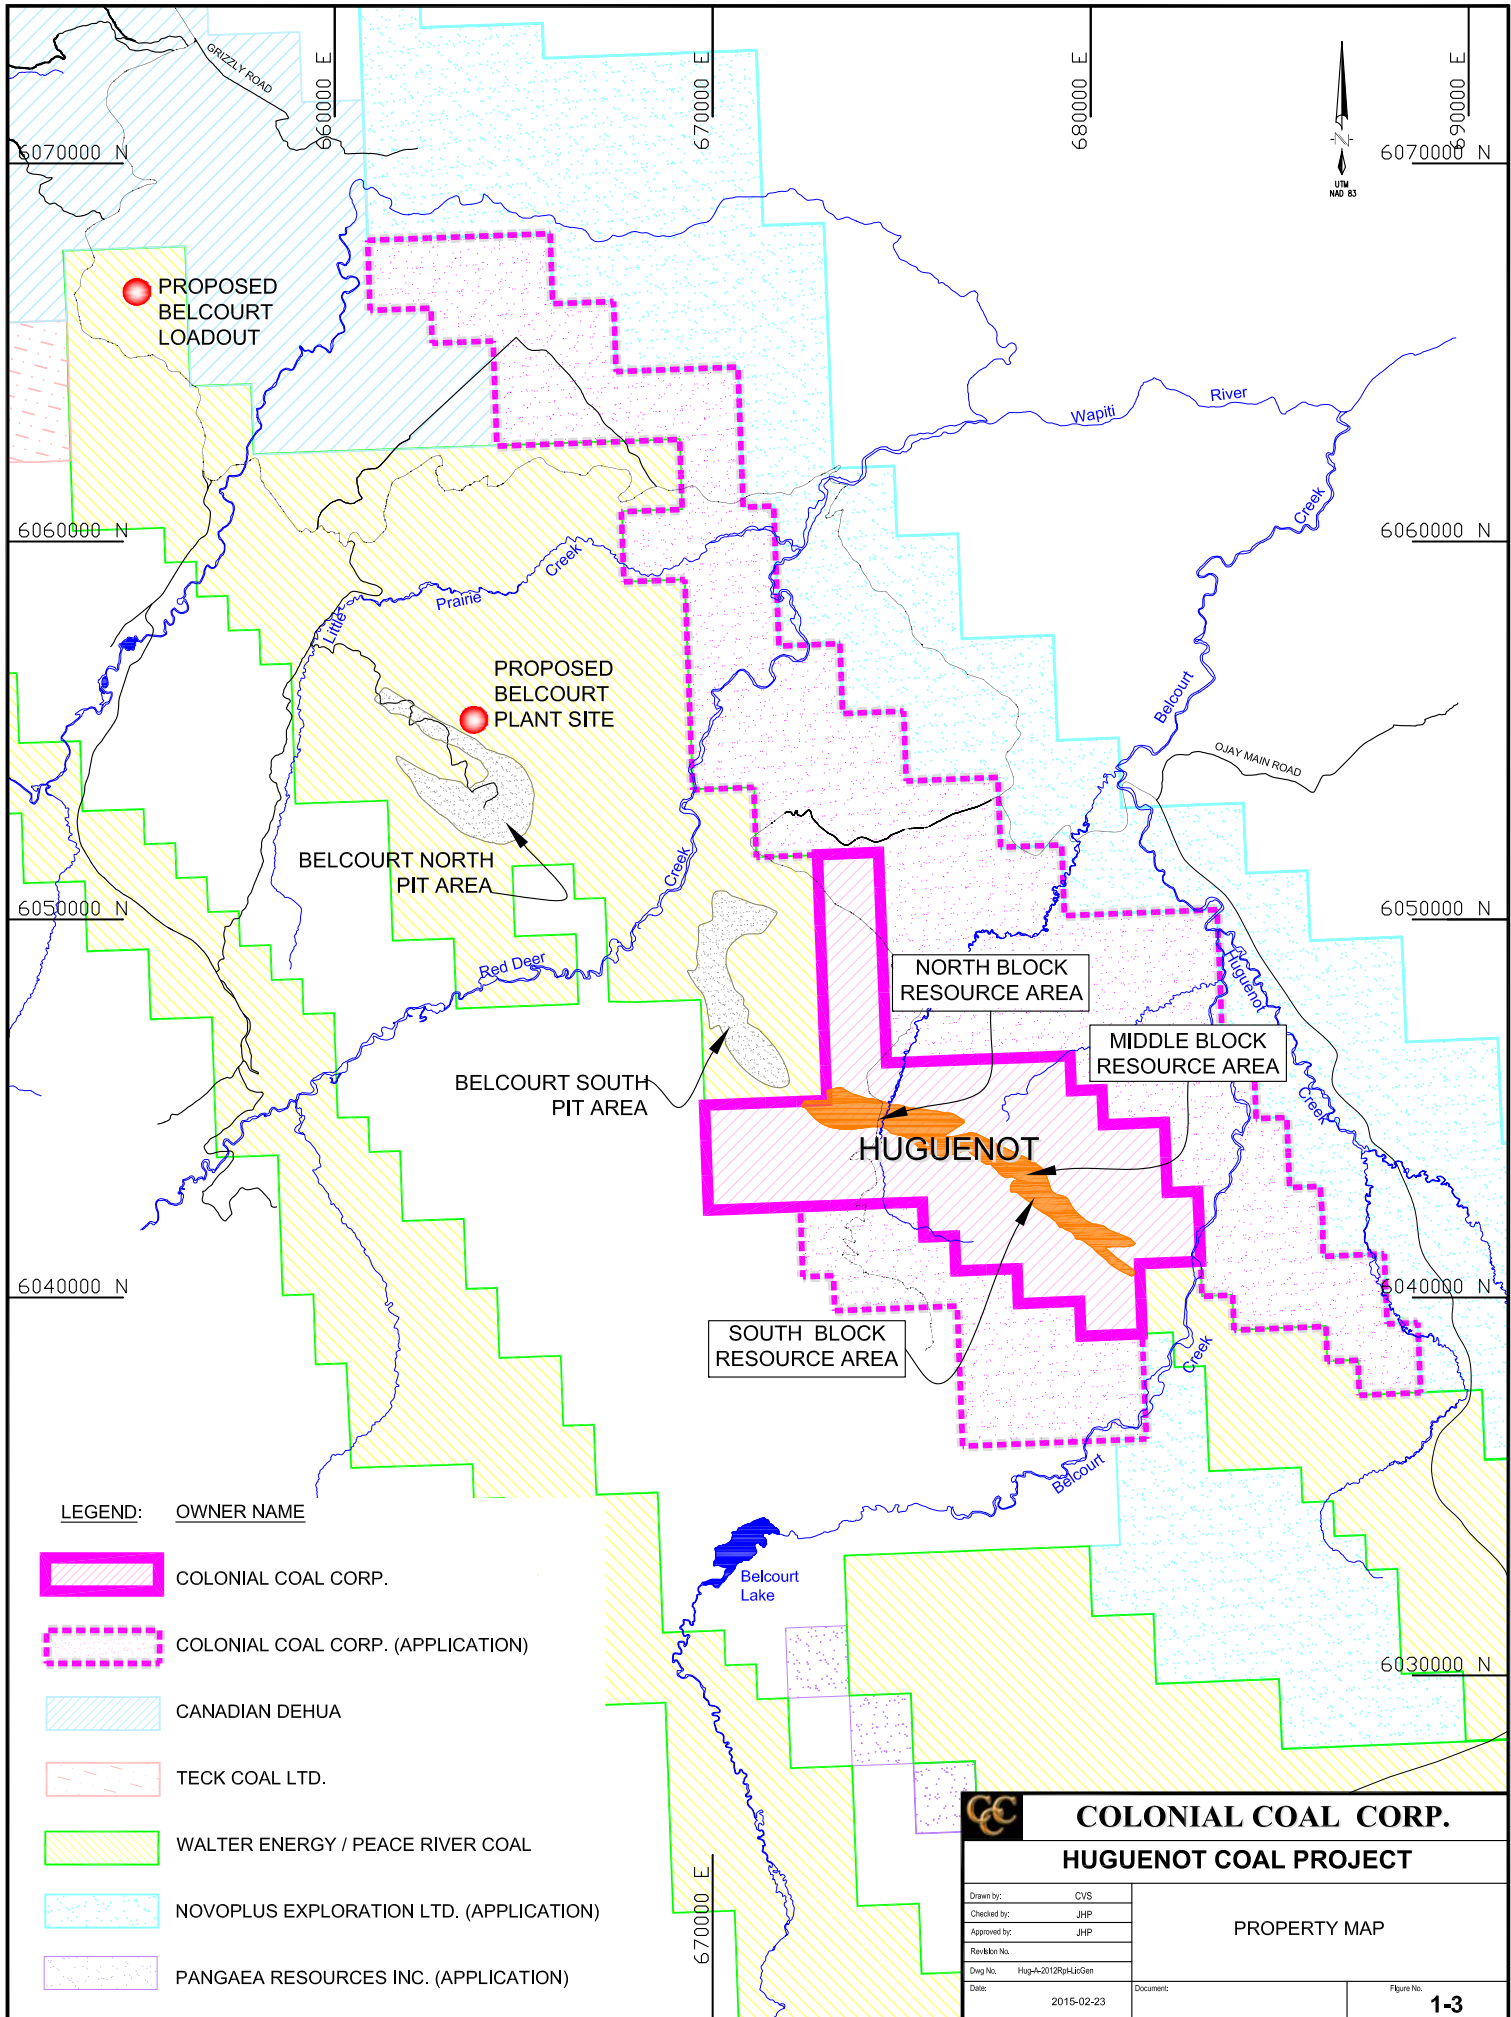 GRIZZLY ROAD
660000 E
670000 E
680000 E
690000 E
6070000 N
6070000 N
N
UTM
NAD 83
PROPOSED
BELCOURT
LOADOUT
Wapiti
River
Creek
6060000 N
6060000 N
Creek
Prairie
Little
PROPOSED
BELCOURT
PLANT SITE
Belcourt
OJAY MAIN ROAD
BELCOURT NORTH
PIT AREA
Creek
6050000 N
6050000 N
Red Deer
NORTH BLOCK
RESOURCE AREA
Huguenot
MIDDLE BLOCK
RESOURCE AREA
BELCOURT SOUTH
PIT AREA
Creek
HUGUENOT
6040000 N
6040000 N
SOUTH BLOCK
RESOURCE AREA
Creek
Belcourt
Belcourt
Lake
6030000 N
LEGEND: OWNER NAME
COLONIAL COAL CORP.
COLONIAL COAL CORP. (APPLICATION)
CANADIAN DEHUA
TECK COAL LTD.
WALTER ENERGY / PEACE RIVER COAL
NOVOPLUS EXPLORATION LTD. (APPLICATION)
PANGAEA RESOURCES INC. (APPLICATION)
670000 E
CCC
COLONIAL COAL CORP.
HUGUENOT COAL PROJECT
Drawn by: CVS
Checked by: JHP
Approved by: JHP
Revision No.
Dwg No. Hug-A-2012Rpt-LicGen
Date: 2015-02-23
PROPERTY MAP
Document:
Figure No.
1-3